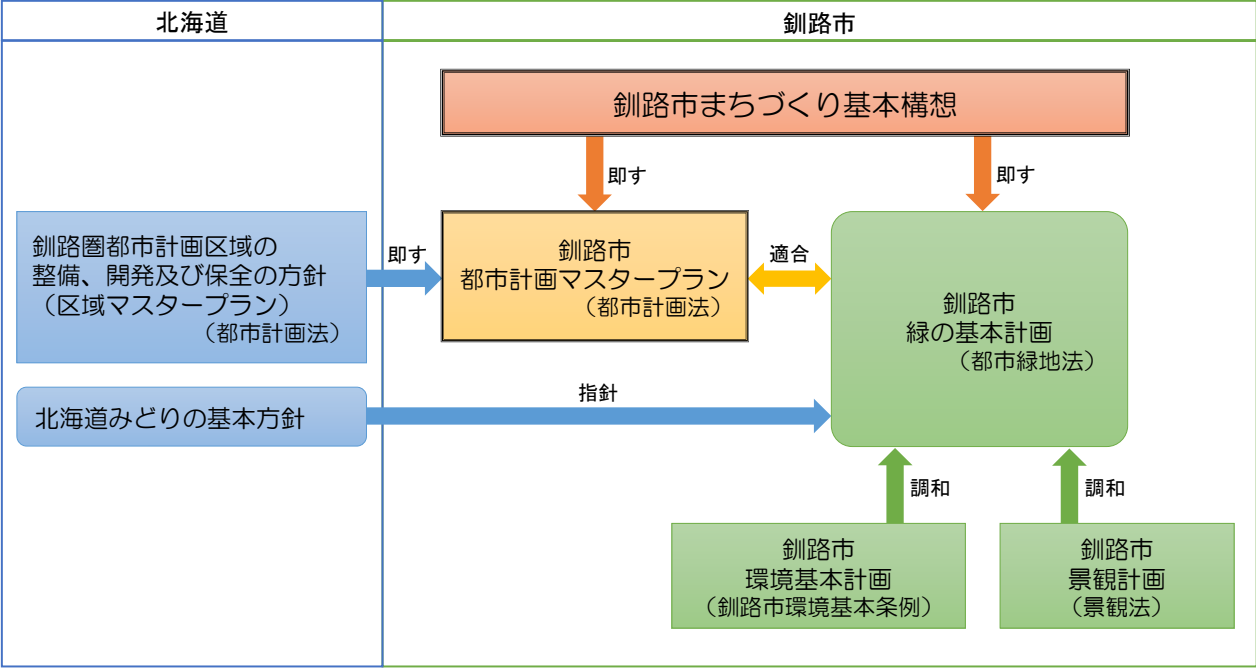 北海道
釧路市
釧路市まちづくり基本構想
即す
即す
釧路圏都市計画区域の
整備、開発及び保全の方針
（区域マスタープラン）
（都市計画法）
即す
釧路市
都市計画マスタープラン
（都市計画法）
適合
釧路市
緑の基本計画
（都市緑地法）
北海道みどりの基本方針
指針
調和
調和
釧路市
環境基本計画
（釧路市環境基本条例）
釧路市
景観計画
（景観法）